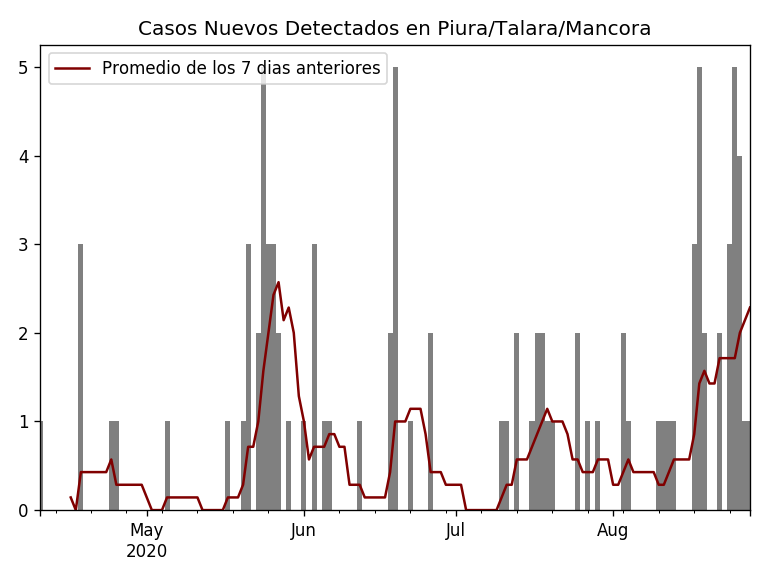 Casos Nuevos Detectados en Piura/Talara/Mancora
Promedio de los 7 dias anteriores
5
4
3
2
1
0
May
2020
Jun
Jul
Aug